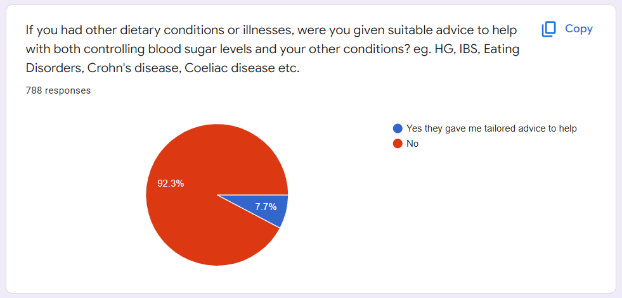 If you had other dietary conditions or illnesses, were you given suitable advice to help
with both controlling blood sugar levels and your other conditions? eg. HG, IBS, Eating
Disorders, Crohn's disease, Coeliac disease etc.
Copy
788 responses
Yes they gave me tailored advice to help
No
92.3%
7.7%